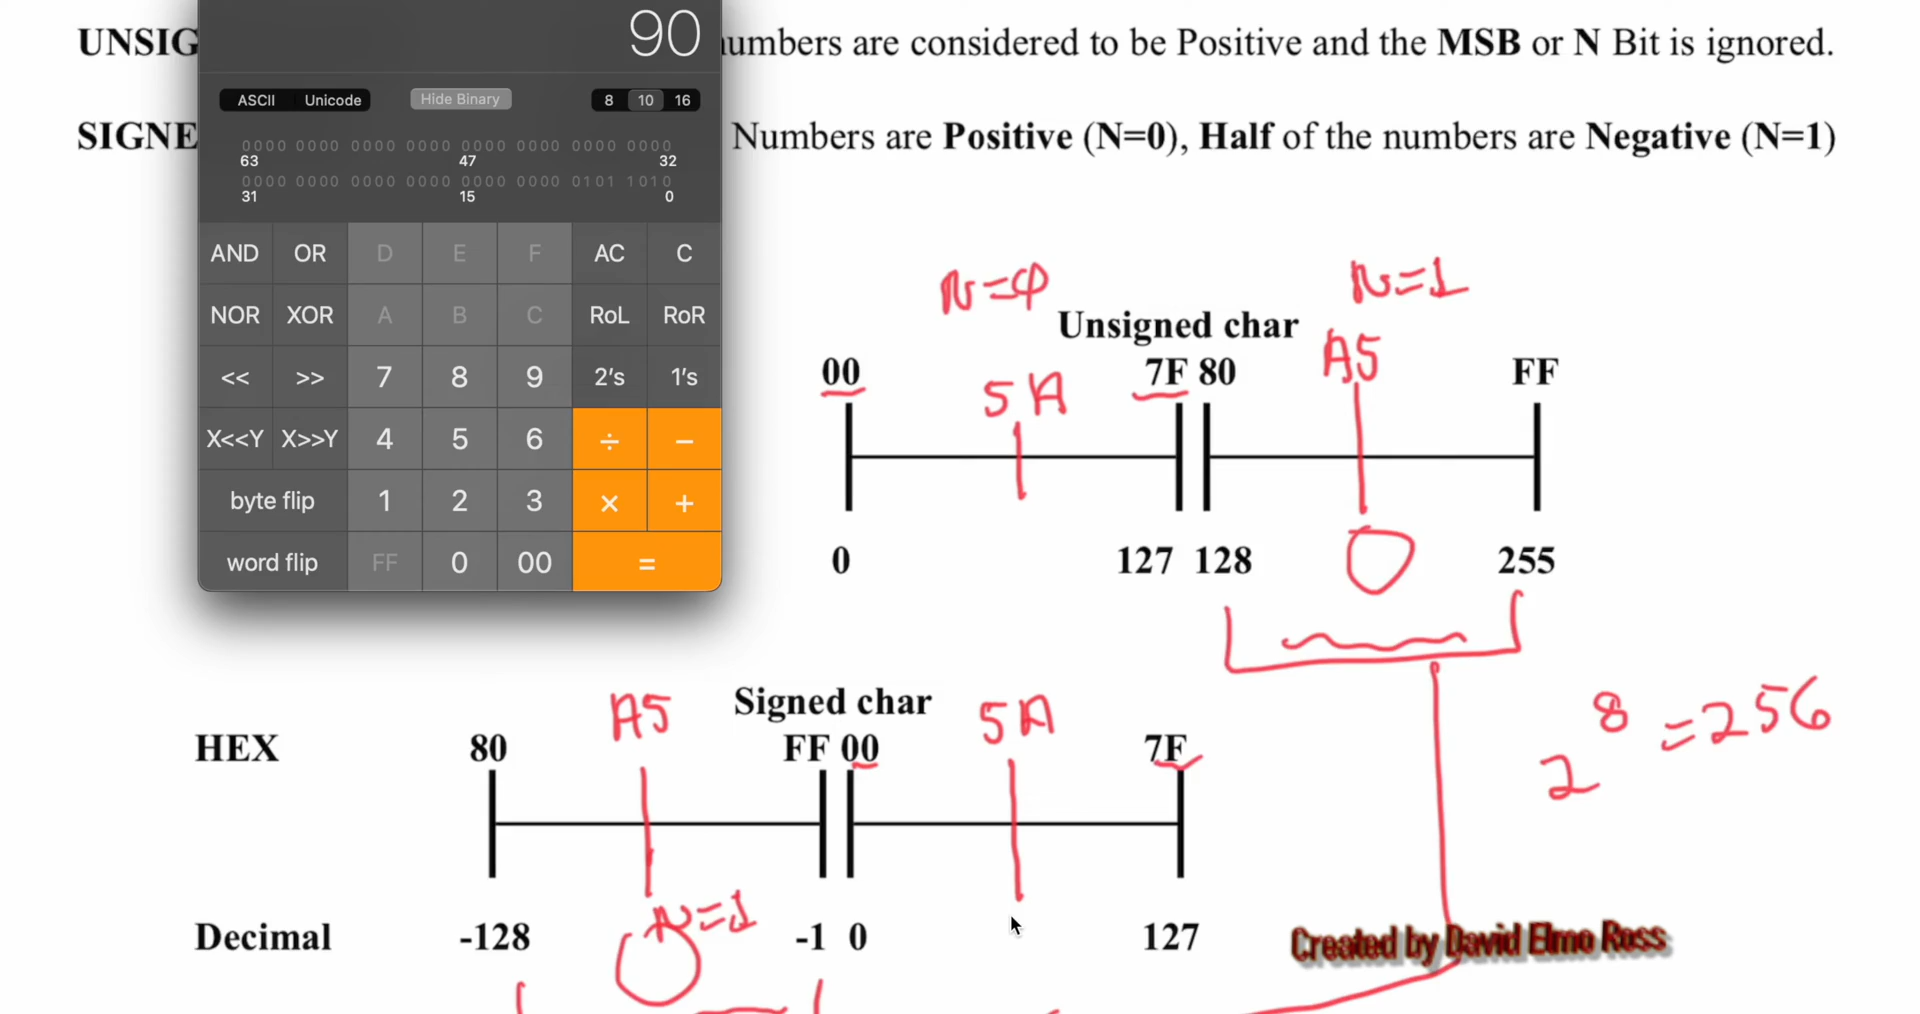 90
UNSIG numbers are considered to be Positive and the MSB or N Bit is ignored.
ASCII Unicode Hide Binary 8 10 16
SIGNE Numbers are Positive (N=0), Half of the numbers are Negative (N=1)
0000 0000 0000 0000 0000 0000 0000 0000
63 47 32
0000 0000 0000 0000 0000 0000 0101 1010
31 15 0
AND OR D E F AC C
NOR XOR A B C RoL RoR
<< >> 7 8 9 2's 1's
X<<Y X>>Y 4 5 6 ÷ −
byte flip 1 2 3 × +
word flip FF 0 00 =
N=0 N=1
Unsigned char
00 5A 7F 80 A5 FF
0 127 128 255
2^8 =256
Signed char
HEX 80 A5 FF 00 5A 7F
N=1
Decimal -128 -1 0 127
Created by David Elmo Ross